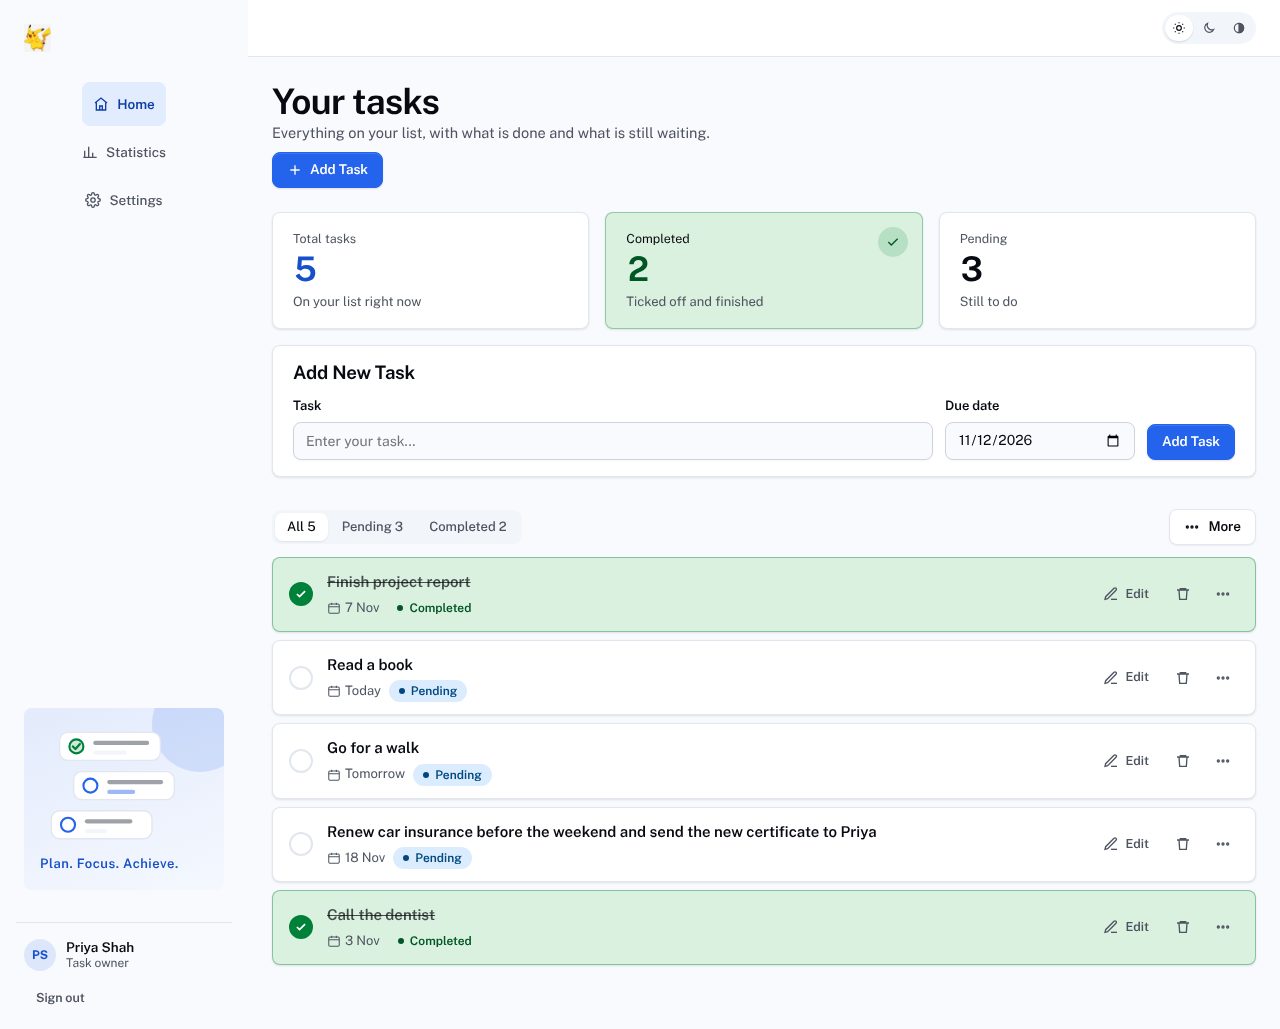 Home
Statistics
Settings
Plan. Focus. Achieve.
PS
Priya Shah
Task owner
Sign out
Your tasks
Everything on your list, with what is done and what is still waiting.
Add Task
Total tasks
5
On your list right now
Completed
2
Ticked off and finished
Pending
3
Still to do
Add New Task
Task
Due date
Enter your task...
11/12/2026
Add Task
All 5
Pending 3
Completed 2
More
Finish project report
7 Nov
Completed
Edit
Read a book
Today
Pending
Edit
Go for a walk
Tomorrow
Pending
Edit
Renew car insurance before the weekend and send the new certificate to Priya
18 Nov
Pending
Edit
Call the dentist
3 Nov
Completed
Edit